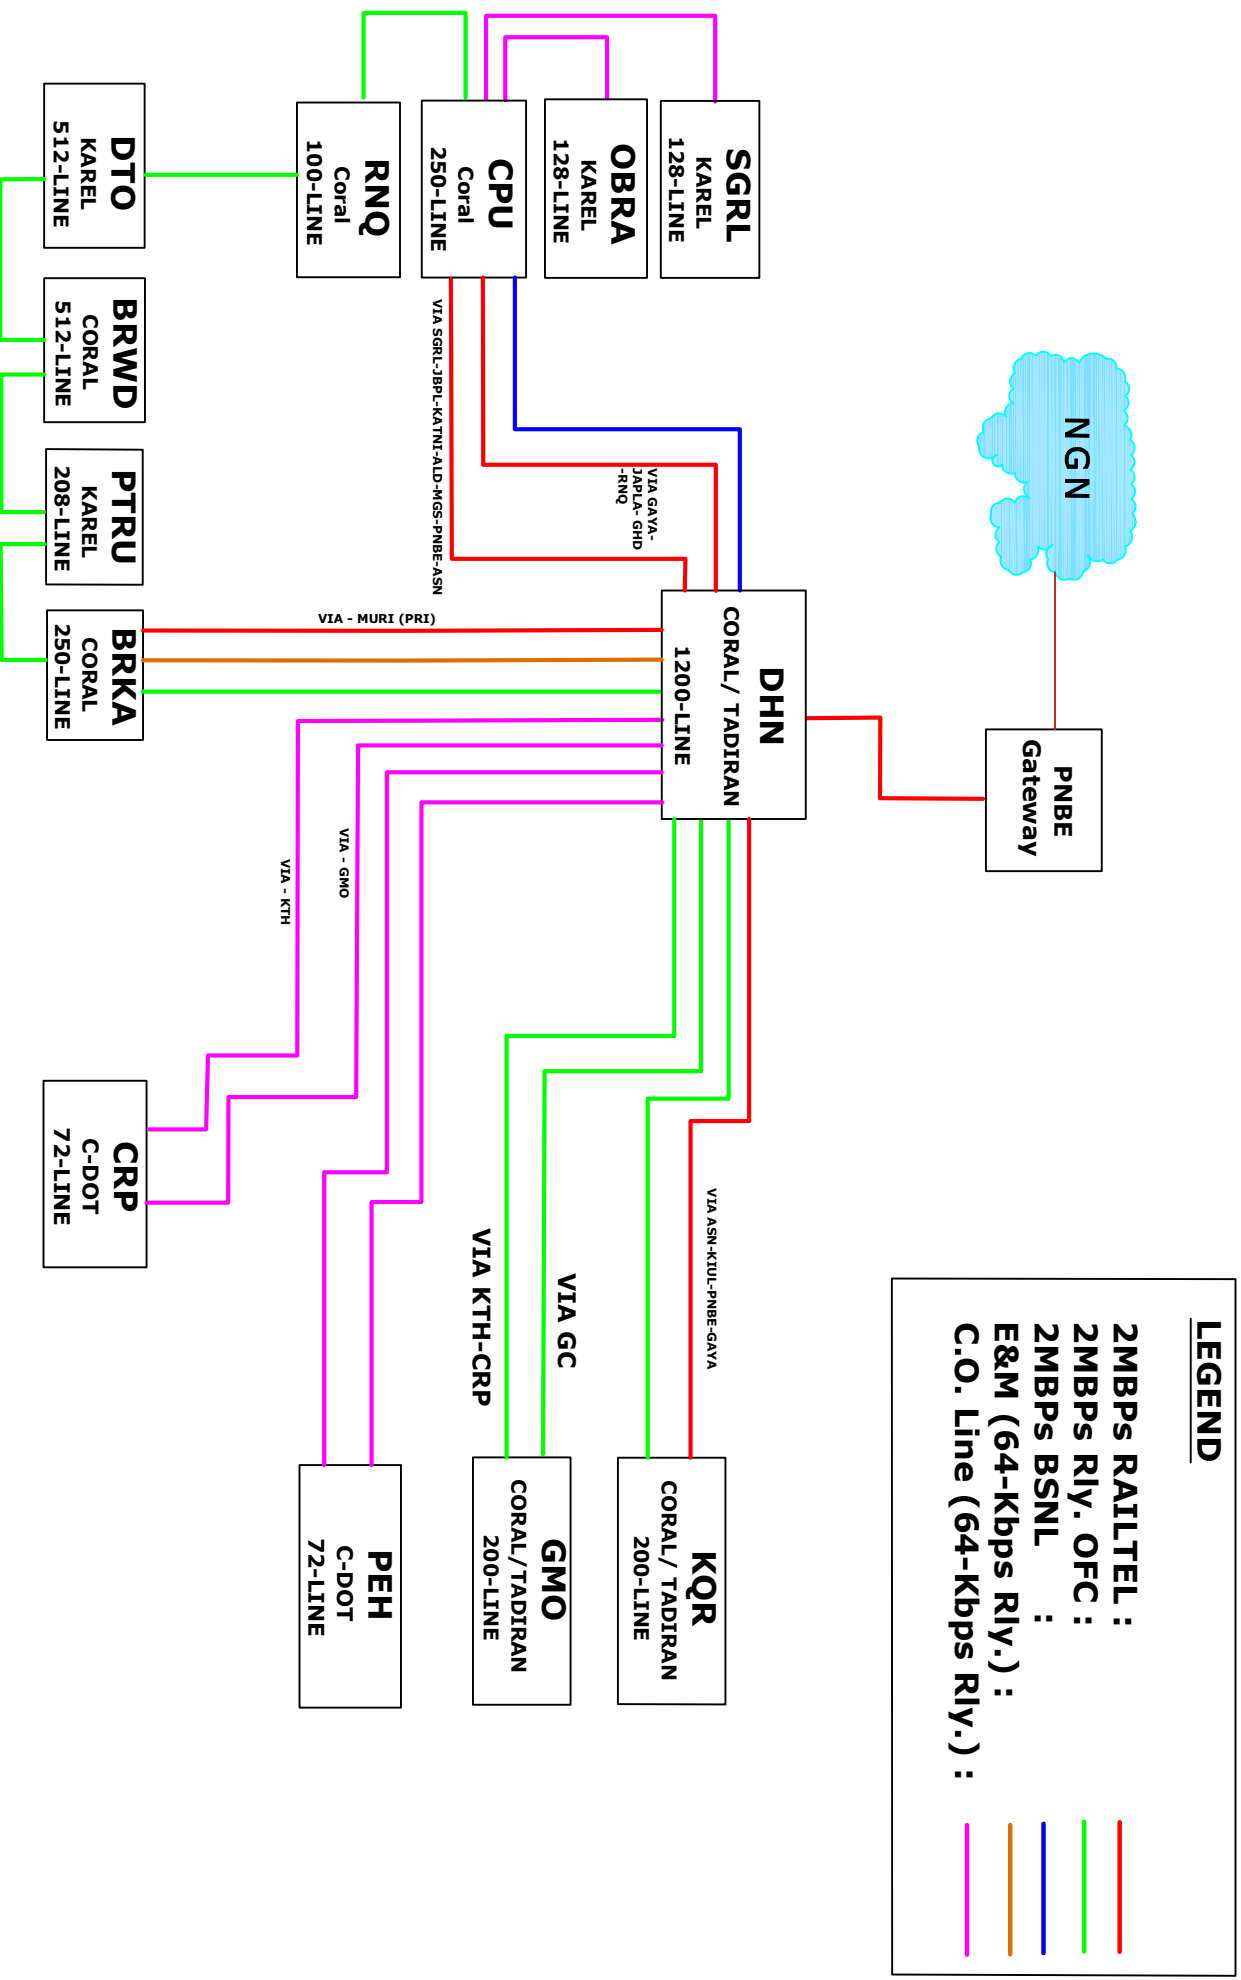 NGN
PNBE
Gateway
LEGEND
2MBPs RAILTEL :
2MBPs Rly. OFC :
2MBPs BSNL :
E&M (64-Kbps Rly.) :
C.O. Line (64-Kbps Rly.) :
SGRL
KAREL
128-LINE
OBRA
KAREL
128-LINE
CPU
Coral
250-LINE
RNQ
Coral
100-LINE
VIA GAYA-
JAPLA- GHD
-RNQ
VIA SGRL-JBPL-KATNI-ALD-MGS-PNBE-ASN
DHN
CORAL/ TADIRAN
1200-LINE
VIA - MURI (PRI)
VIA - GMO
VIA - KTH
VIA ASN-KIUL-PNBE-GAYA
VIA GC
VIA KTH-CRP
KQR
CORAL/ TADIRAN
200-LINE
GMO
CORAL/TADIRAN
200-LINE
PEH
C-DOT
72-LINE
DTO
KAREL
512-LINE
BRWD
CORAL
512-LINE
PTRU
KAREL
208-LINE
BRKA
CORAL
250-LINE
CRP
C-DOT
72-LINE